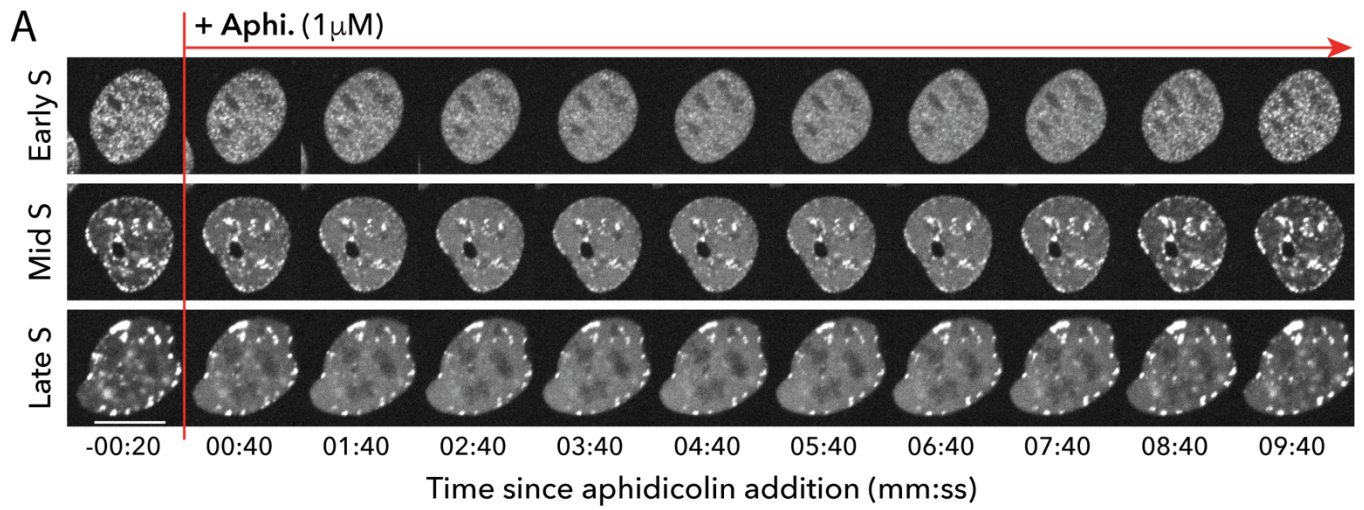 A
+ Aphi. (1μM)
Early S
Mid S
Late S
-00:20 00:40 01:40 02:40 03:40 04:40 05:40 06:40 07:40 08:40 09:40
Time since aphidicolin addition (mm:ss)